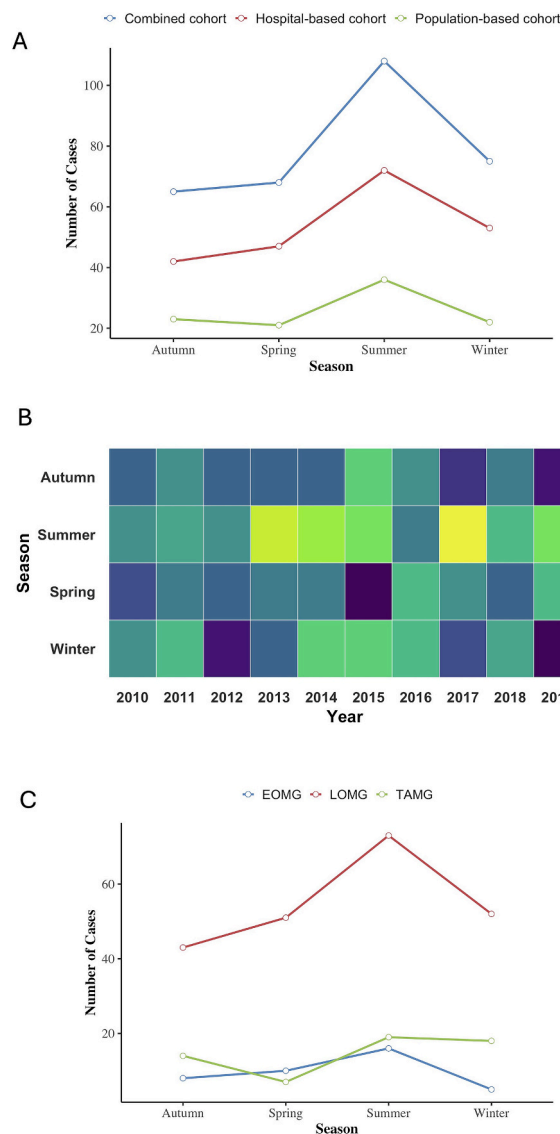 Combined cohort Hospital-based cohort Population-based cohort
A
Number of Cases
100
80
60
40
20
Autumn Spring Summer Winter
Season
B
Season
Autumn
Summer
Spring
Winter
2010 2011 2012 2013 2014 2015 2016 2017 2018 201
Year
C
EOMG LOMG TAMG
Number of Cases
60
40
20
Autumn Spring Summer Winter
Season